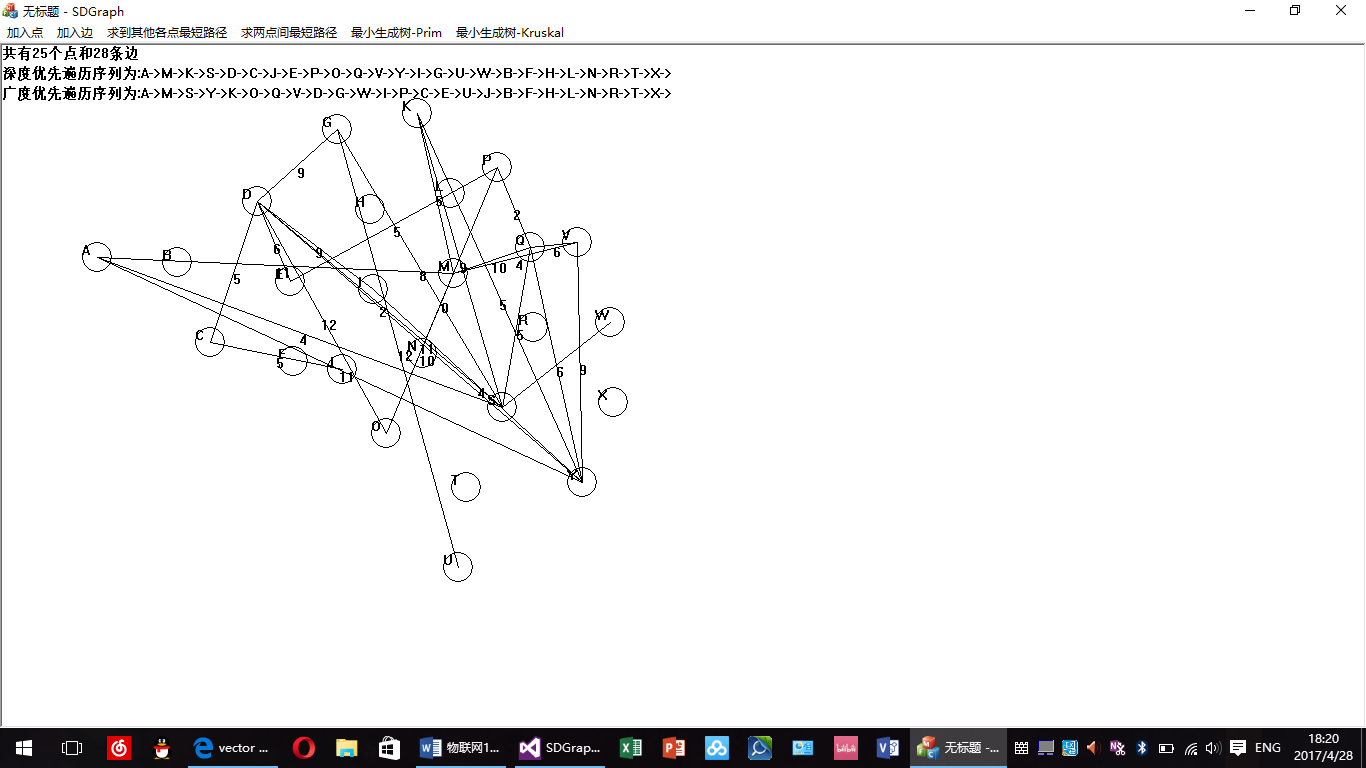 无标题 - SDGraph
加入点 加入边 求到其他各点最短路径 求两点间最短路径 最小生成树-Prim 最小生成树-Kruskal
共有25个点和28条边
深度优先遍历序列为:A->M->K->S->D->C->J->E->P->O->Q->V->Y->I->G->U->W->B->F->H->L->N->R->T->X->
广度优先遍历序列为:A->M->S->Y->K->O->Q->V->D->G->W->I->P->C->E->U->J->B->F->H->L->N->R->T->X->
K
G
P
9
D
L
H
5
2
5
Q
V
A
B
6
9
6
M
9
10
4
5
8
2
0
5
W
R
12
C
4
5
N
11
12
10
5
11
6
9
4
S
X
O
T
U
vector ...
物联网1...
SDGrap...
无标题 -...
ENG
18:20
2017/4/28